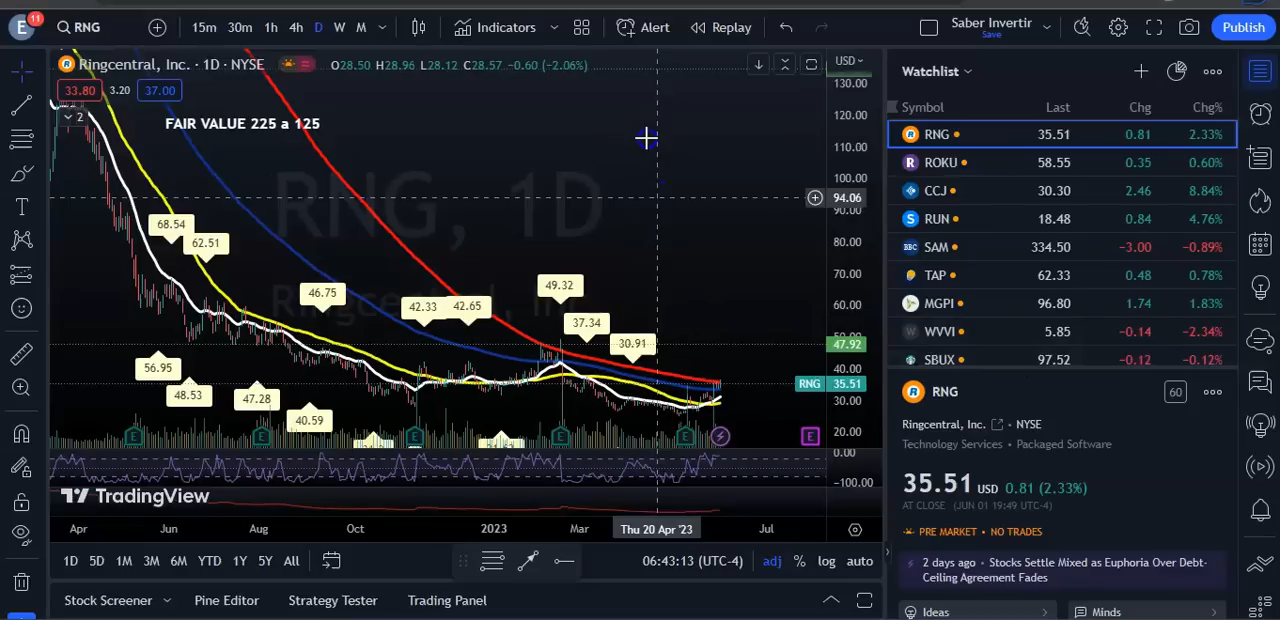 E 11 RNG 15m 30m 1h 4h D W M Indicators Alert Replay Saber Invertir Save Publish
Ringcentral, Inc. · 1D · NYSE O28.50 H28.96 L28.12 C28.57 -0.60 (-2.06%) USD
33.80 3.20 37.00
2
FAIR VALUE 225 a 125
RNG, 1D
68.54
62.51
46.75
42.33
42.65
49.32
37.34
30.91
56.95
48.53
47.28
40.59
130.00
120.00
110.00
100.00
94.06
90.00
80.00
70.00
60.00
47.92
40.00
RNG 35.51
30.00
20.00
0.00
-100.00
E E E E E E
TradingView
Apr Jun Aug Oct 2023 Mar Thu 20 Apr '23 Jul
1D 5D 1M 3M 6M YTD 1Y 5Y All 06:43:13 (UTC-4) adj % log auto
Stock Screener Pine Editor Strategy Tester Trading Panel
Watchlist
Symbol Last Chg Chg%
R RNG 35.51 0.81 2.33%
R ROKU 58.55 0.35 0.60%
CCJ 30.30 2.46 8.84%
S RUN 18.48 0.84 4.76%
BBC SAM 334.50 -3.00 -0.89%
TAP 62.33 0.48 0.78%
MGPI 96.80 1.74 1.83%
W WVVI 5.85 -0.14 -2.34%
SBUX 97.52 -0.12 -0.12%
RNG 60
Ringcentral, Inc. • NYSE
Technology Services • Packaged Software
35.51 USD 0.81 (2.33%)
AT CLOSE (JUN 01 19:49 UTC-4)
PRE MARKET • NO TRADES
2 days ago • Stocks Settle Mixed as Euphoria Over Debt-
Ceiling Agreement Fades
Ideas Minds